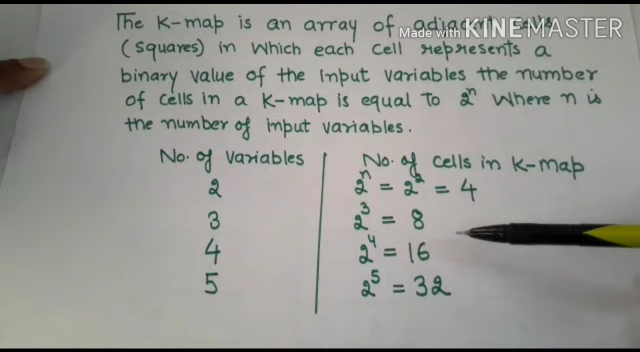 The K-map is an array of adjacent cells
Made with KINEMASTER
(squares) in which each cell represents a
binary value of the Input variables the number
of cells in a K-map is equal to 2ⁿ where n is
the number of input variables.
No. of variables | No. of cells in K-map
2 | 2ⁿ = 2² = 4
3 | 2³ = 8
4 | 2⁴ = 16
5 | 2⁵ = 32